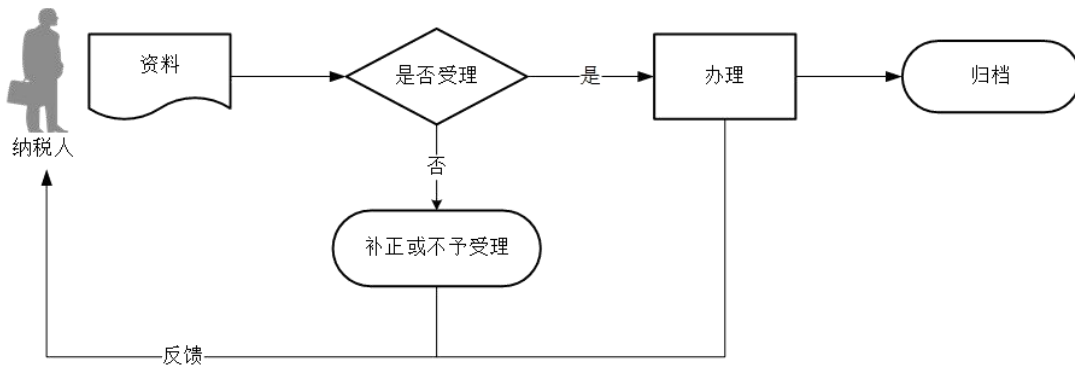 资料
是否受理
是
办理
归档
纳税人
否
补正或不予受理
反馈